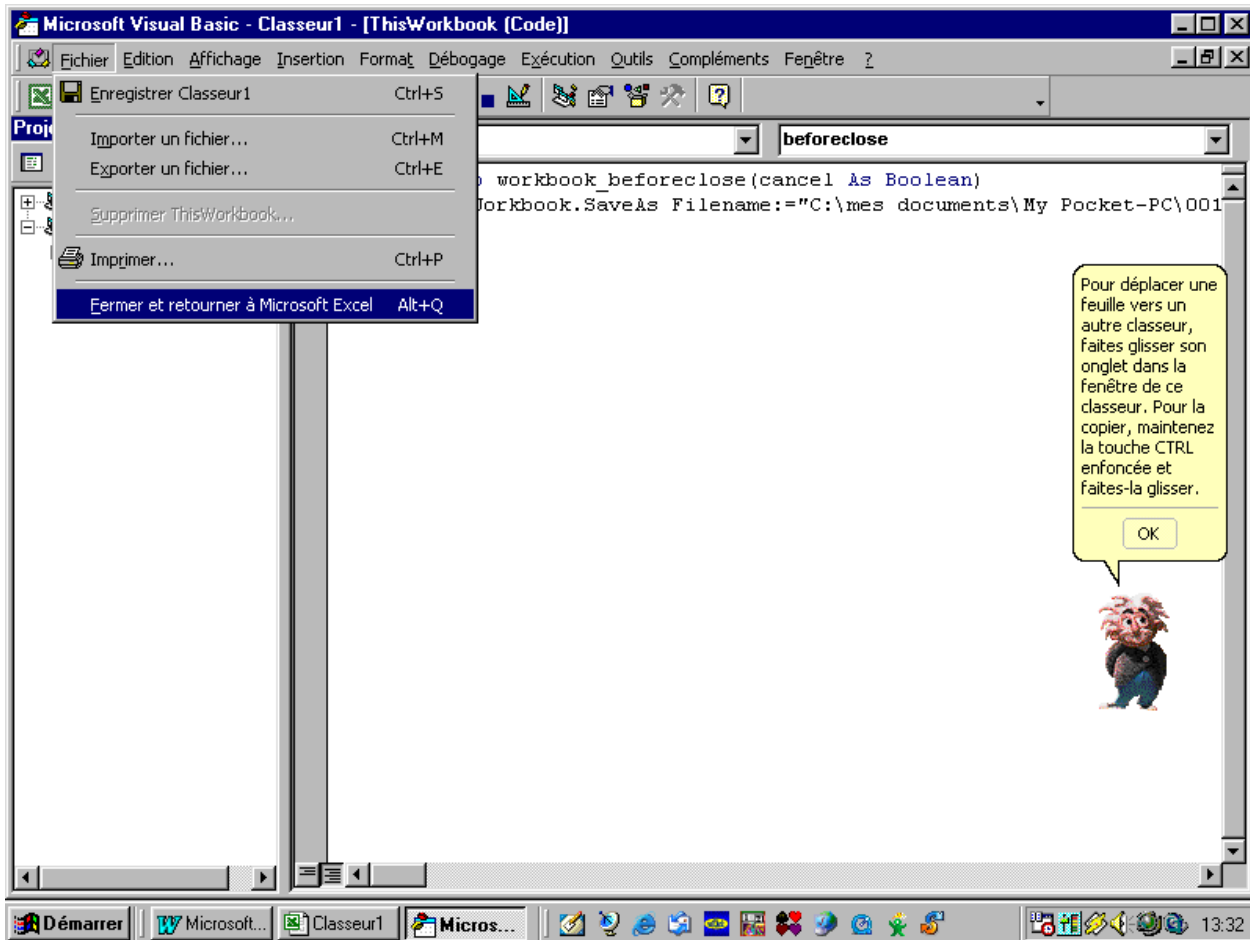 Microsoft Visual Basic - Classeur1 - [ThisWorkbook (Code)]
Fichier Edition Affichage Insertion Format Débogage Exécution Outils Compléments Fenêtre ?
Enregistrer Classeur1 Ctrl+S
Importer un fichier... Ctrl+M
Exporter un fichier... Ctrl+E
Supprimer ThisWorkbook...
Imprimer... Ctrl+P
Fermer et retourner à Microsoft Excel Alt+Q
beforeclose
workbook_beforeclose(cancel As Boolean)
Workbook.SaveAs Filename:="C:\mes documents\My Pocket-PC\001
Pour déplacer une
feuille vers un
autre classeur,
faites glisser son
onglet dans la
fenêtre de ce
classeur. Pour la
copier, maintenez
la touche CTRL
enfoncée et
faites-la glisser.
OK
Démarrer Microsoft... Classeur1 Micros... 13:32